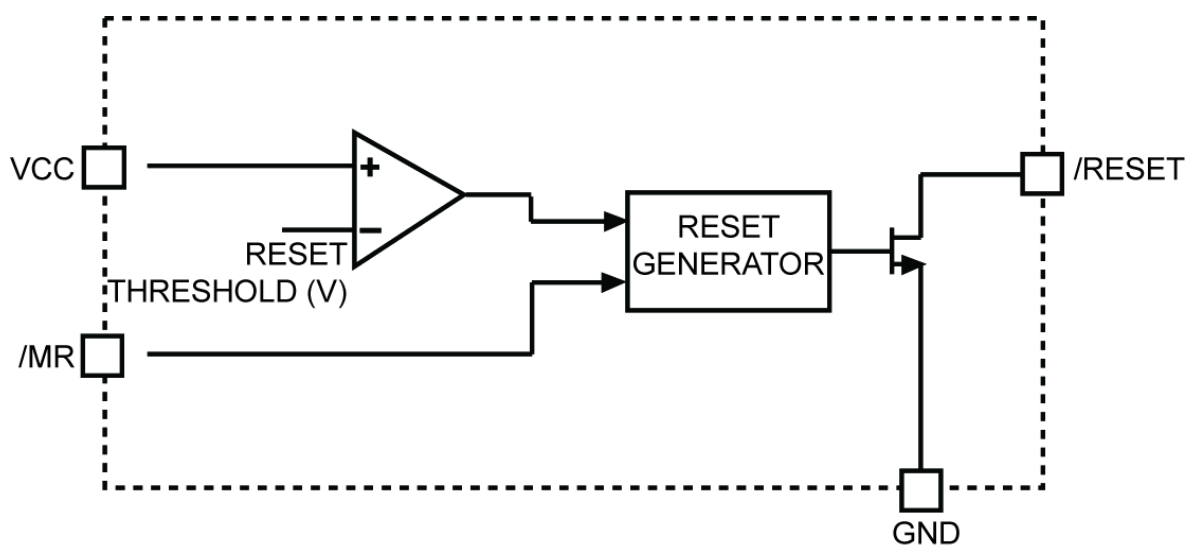 VCC
+
−
RESET
THRESHOLD (V)
/MR
RESET
GENERATOR
/RESET
GND